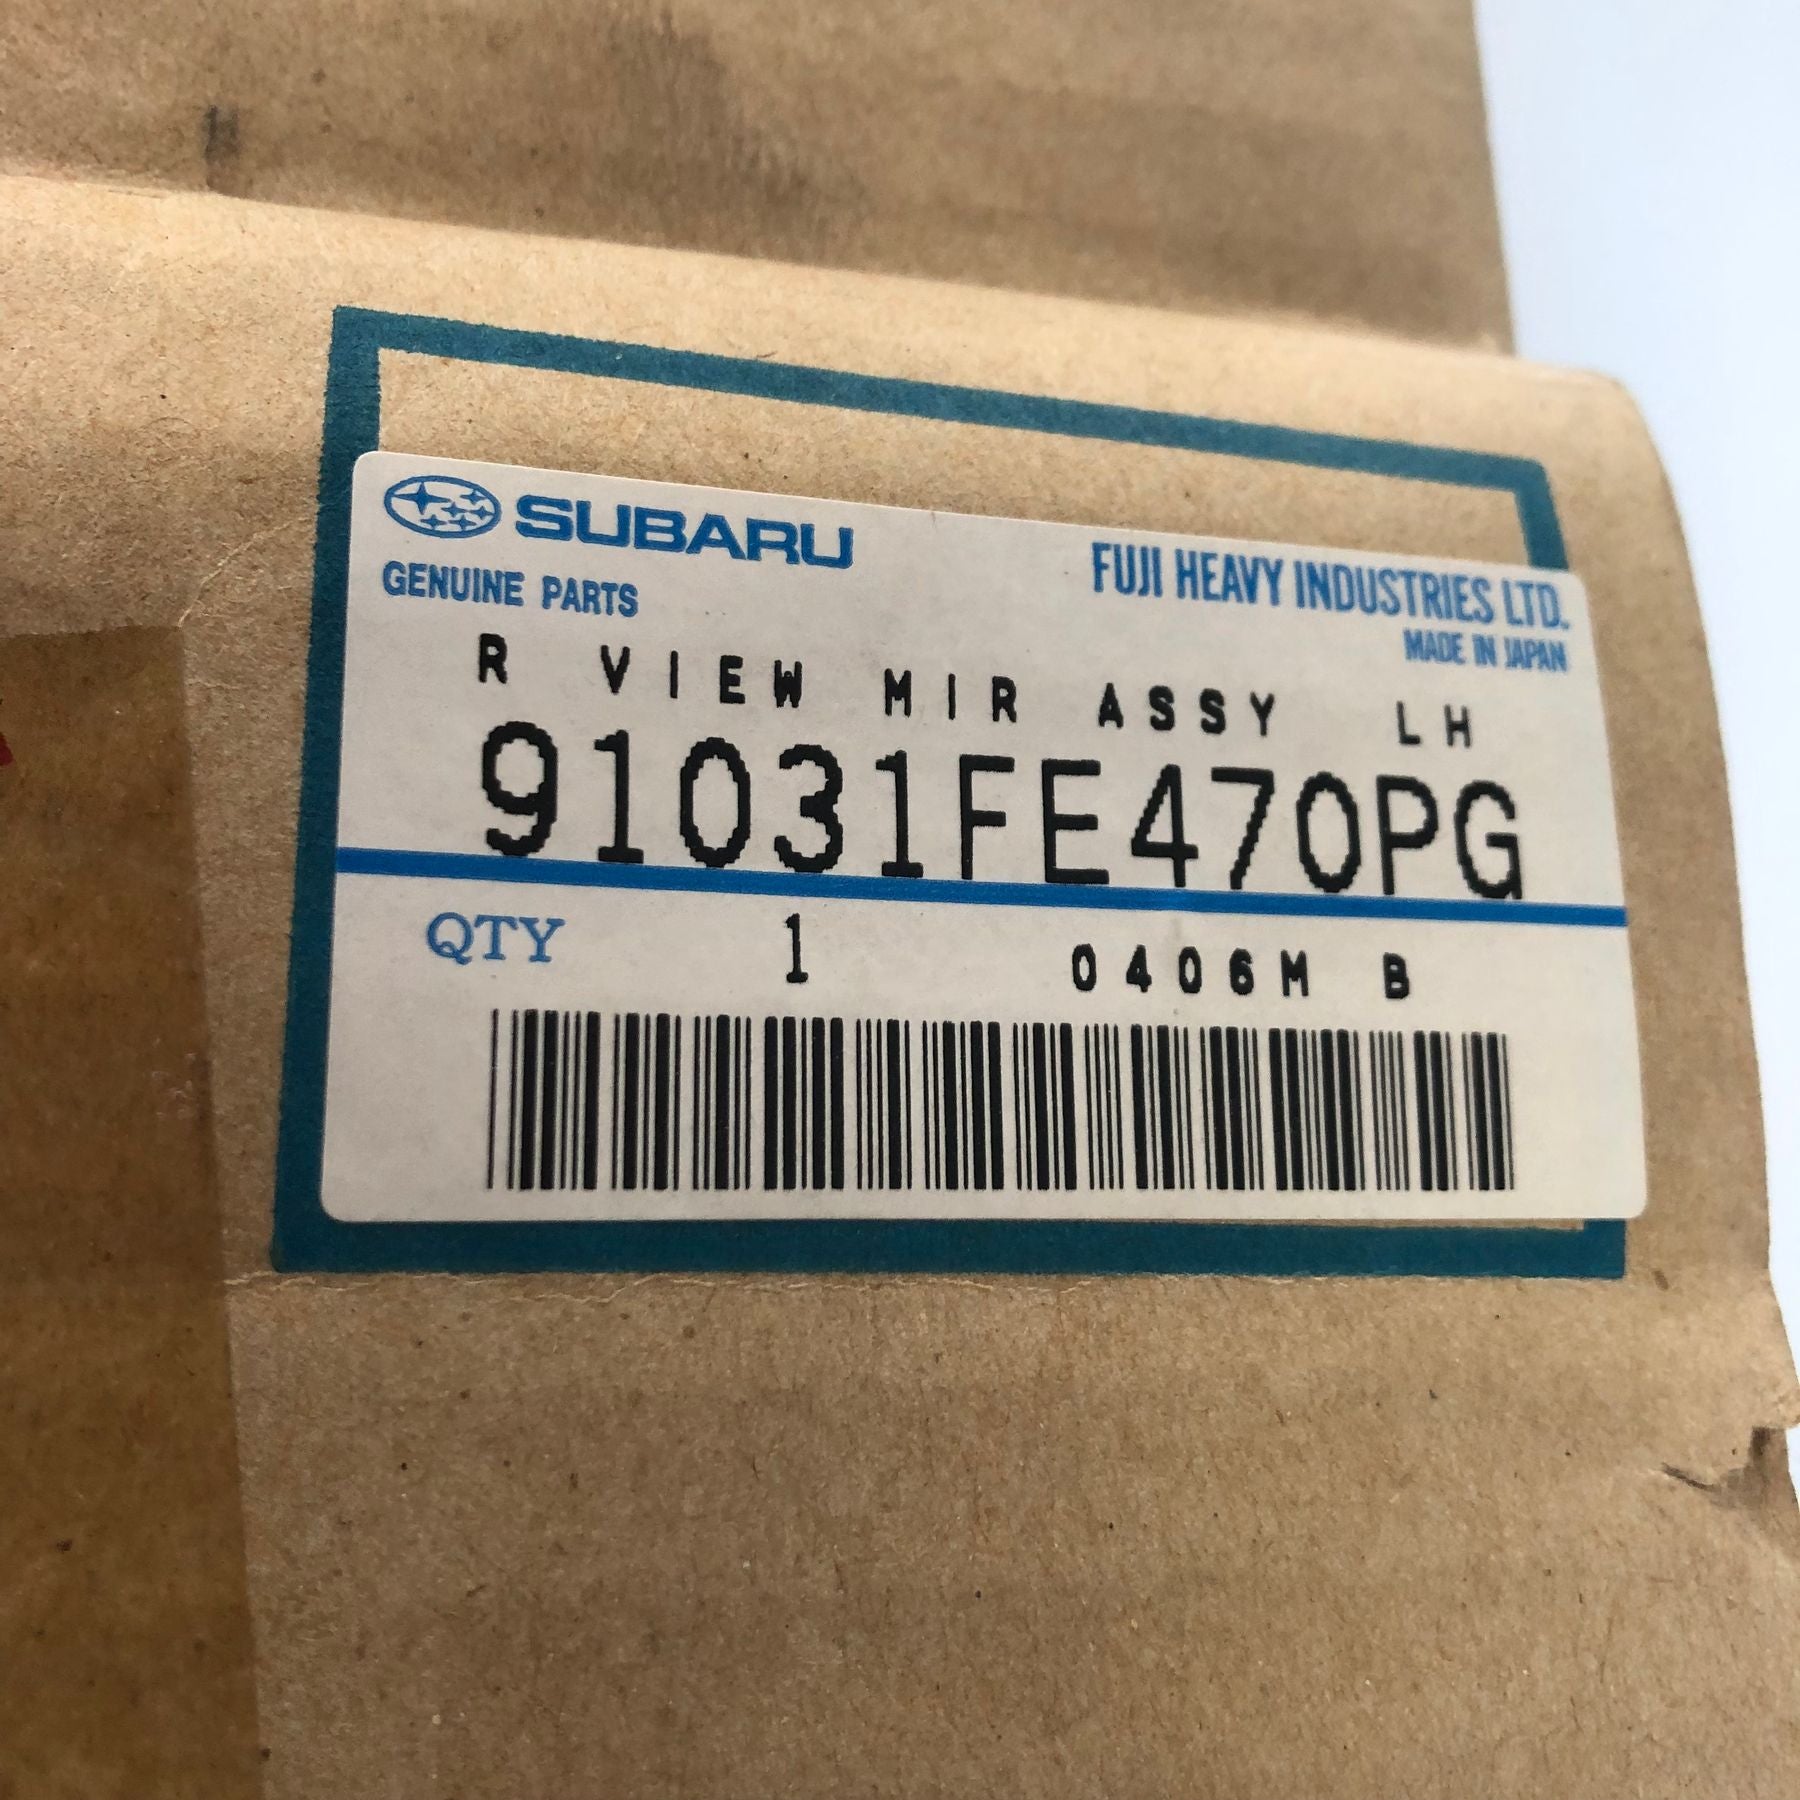 SUBARU
GENUINE PARTS
FUJI HEAVY INDUSTRIES LTD.
MADE IN JAPAN
R VIEW MIR ASSY LH
91031FE470PG
QTY 1 0406M B